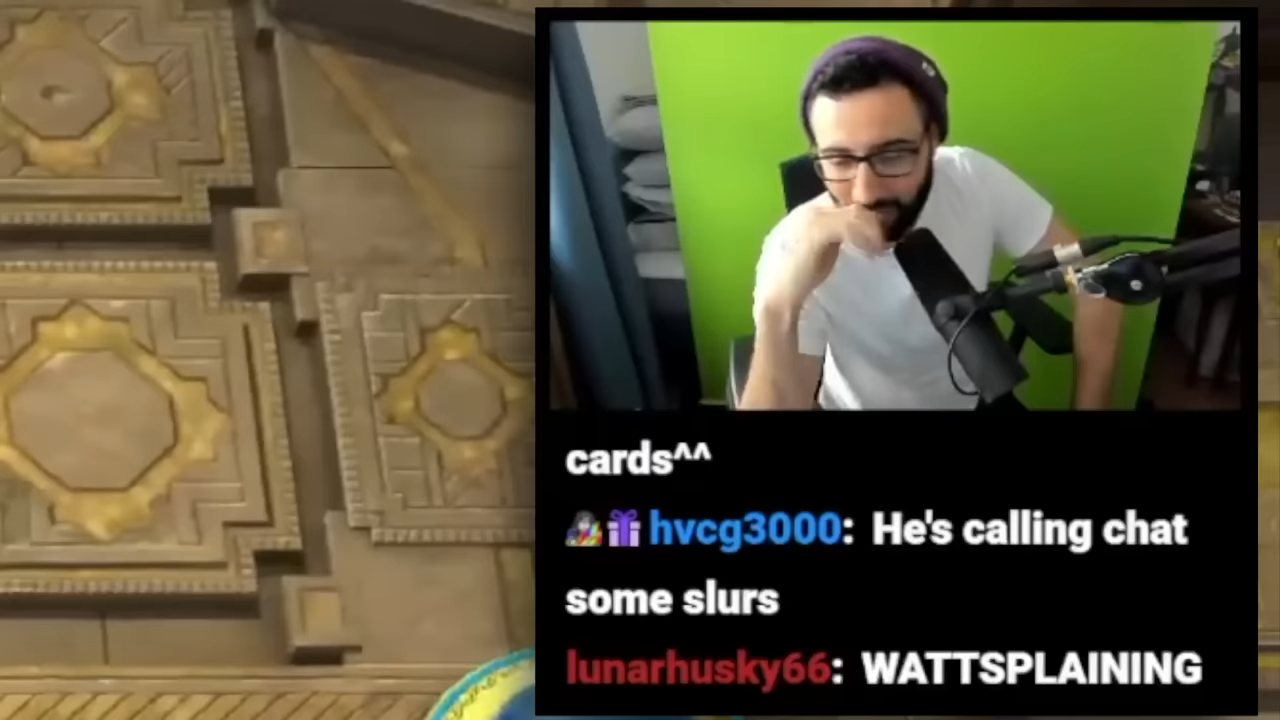 cards^^
hvcg3000: He's calling chat
some slurs
lunarhusky66: WATTSPLAINING